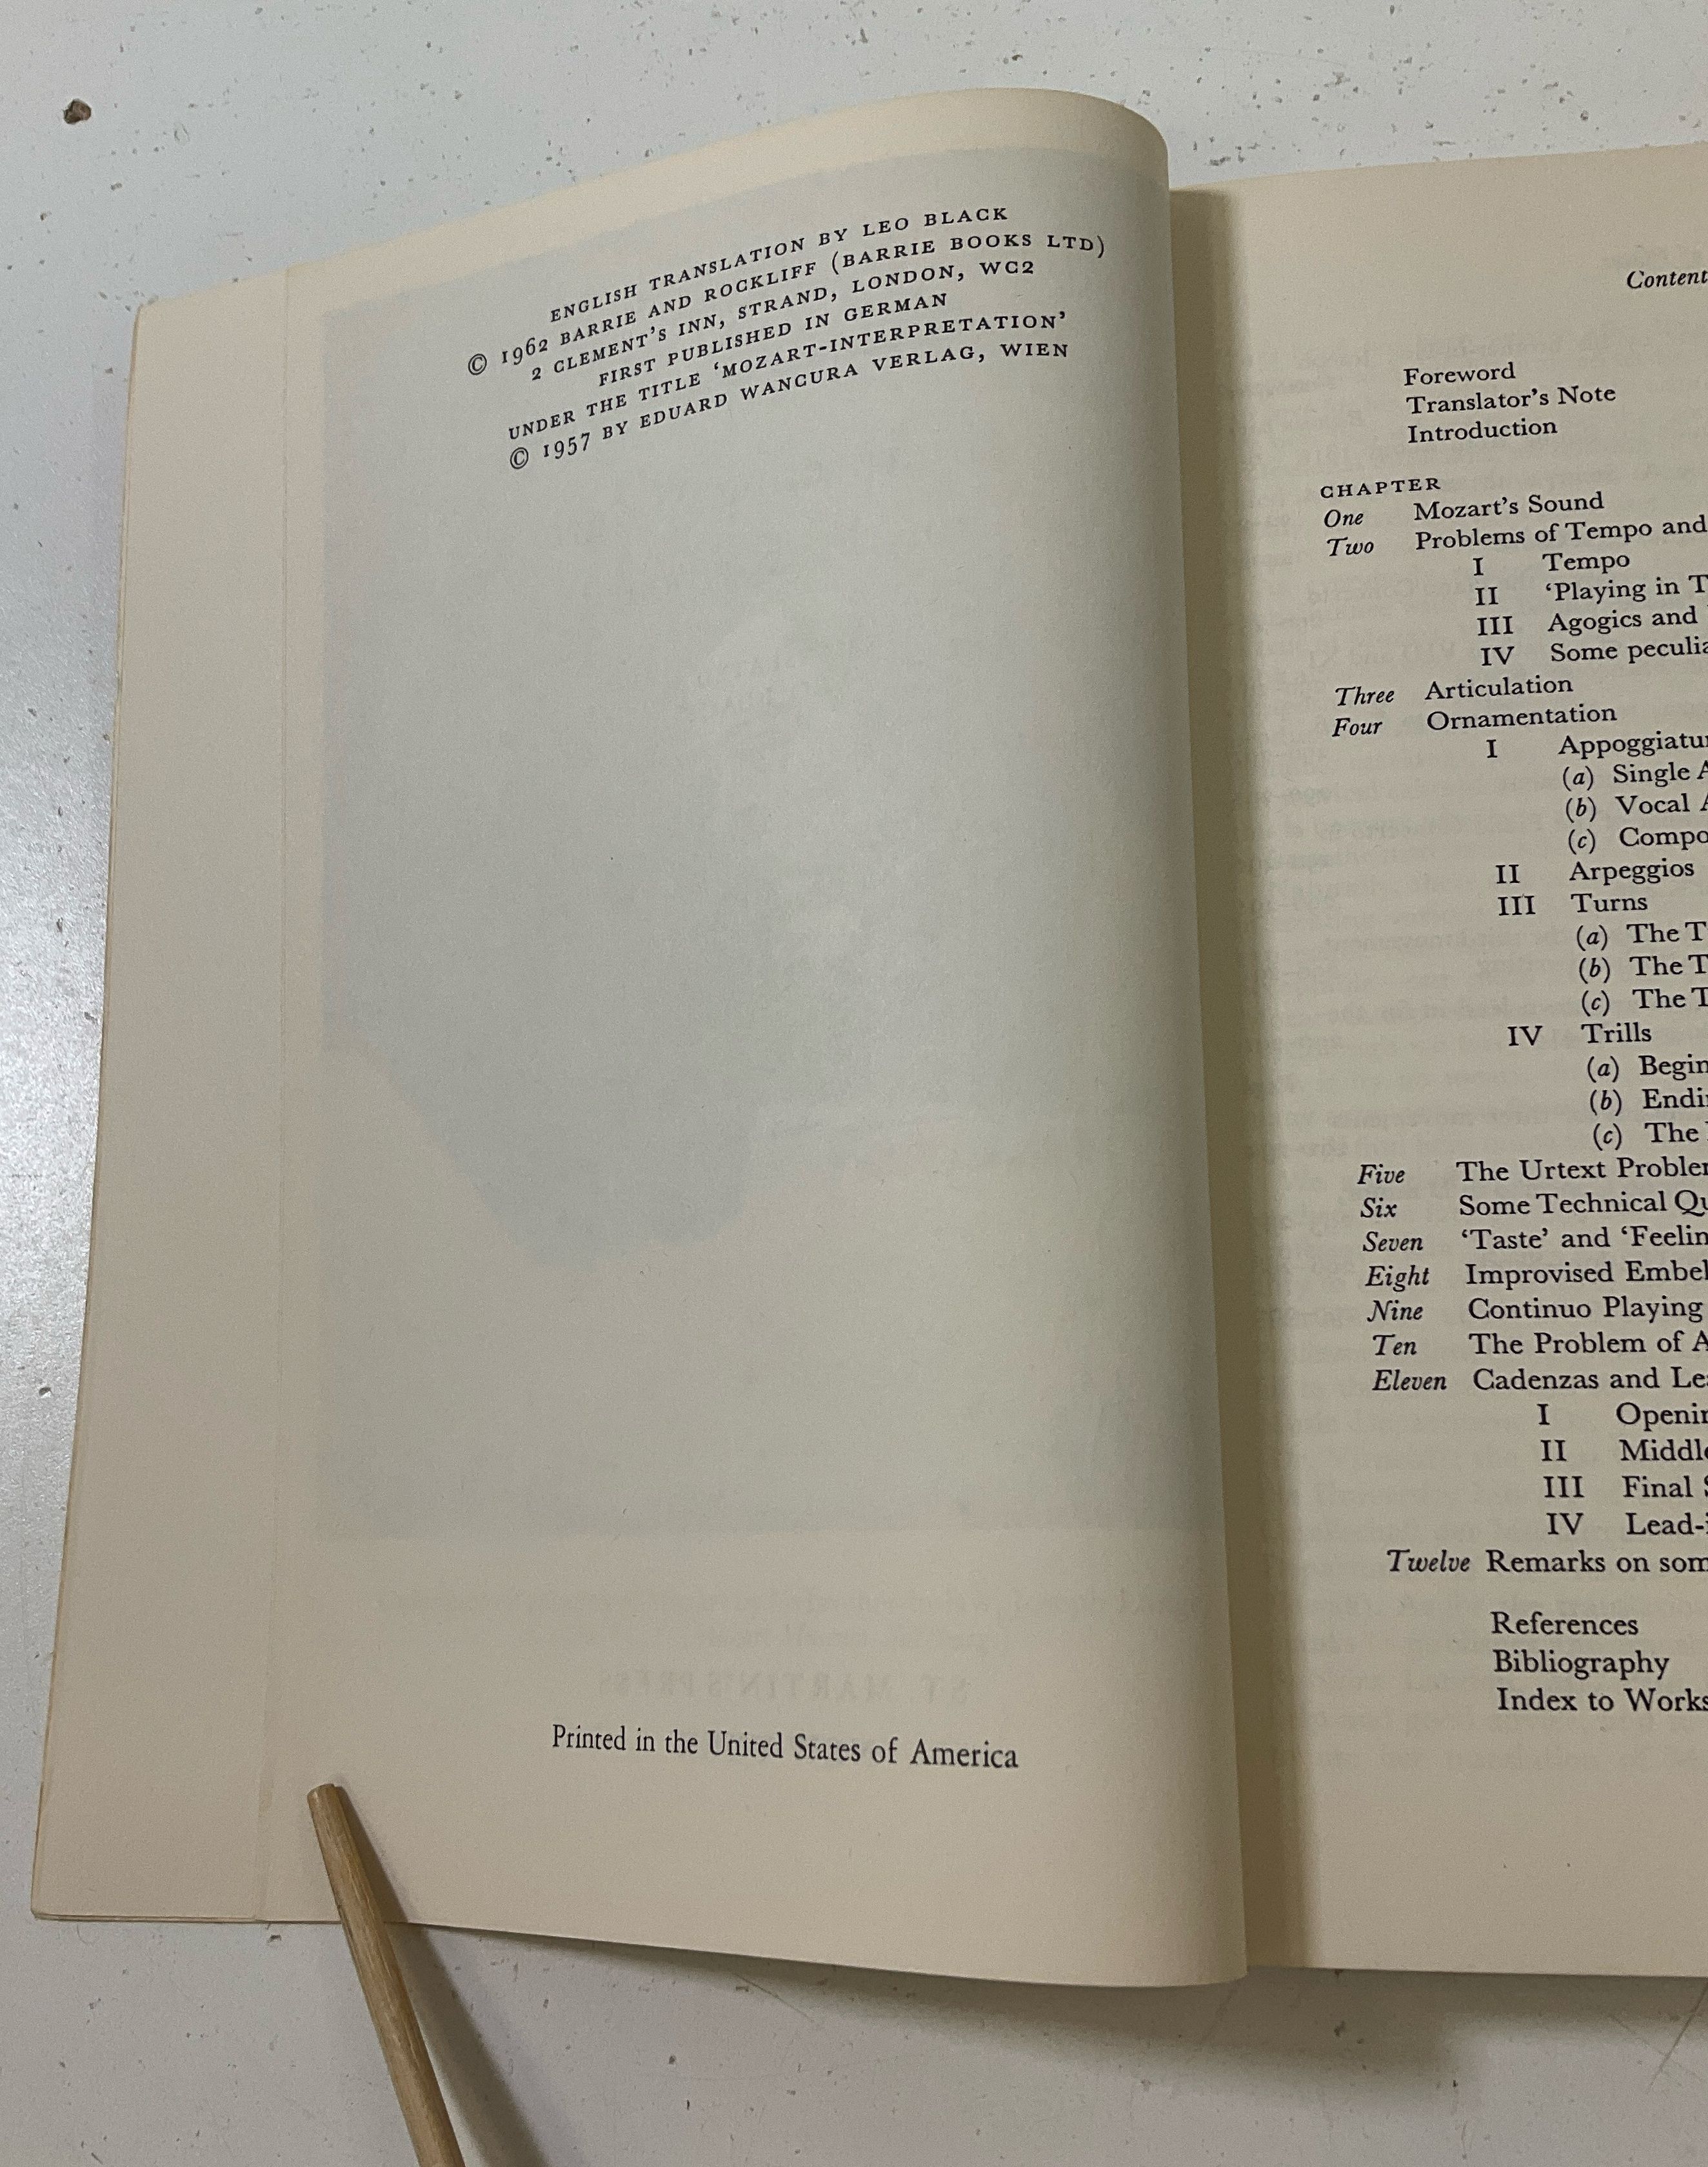 ENGLISH TRANSLATION BY LEO BLACK
© 1962 BARRIE AND ROCKLIFF (BARRIE BOOKS LTD)
2 CLEMENT'S INN, STRAND, LONDON, WC2
FIRST PUBLISHED IN GERMAN
UNDER THE TITLE ‘MOZART-INTERPRETATION’
© 1957 BY EDUARD WANCURA VERLAG, WIEN
Printed in the United States of America
Content
Foreword
Translator's Note
Introduction
CHAPTER
One Mozart's Sound
Two Problems of Tempo and
I Tempo
II ‘Playing in T
III Agogics and
IV Some peculia
Three Articulation
Four Ornamentation
I Appoggiatu
(a) Single A
(b) Vocal A
(c) Compo
II Arpeggios
III Turns
(a) The T
(b) The T
(c) The T
IV Trills
(a) Begin
(b) Endi
(c) The
Five The Urtext Proble
Six Some Technical Qu
Seven ‘Taste’ and ‘Feelin
Eight Improvised Embel
Nine Continuo Playing
Ten The Problem of A
Eleven Cadenzas and Lea
I Openin
II Middl
III Final S
IV Lead-i
Twelve Remarks on som
References
Bibliography
Index to Works